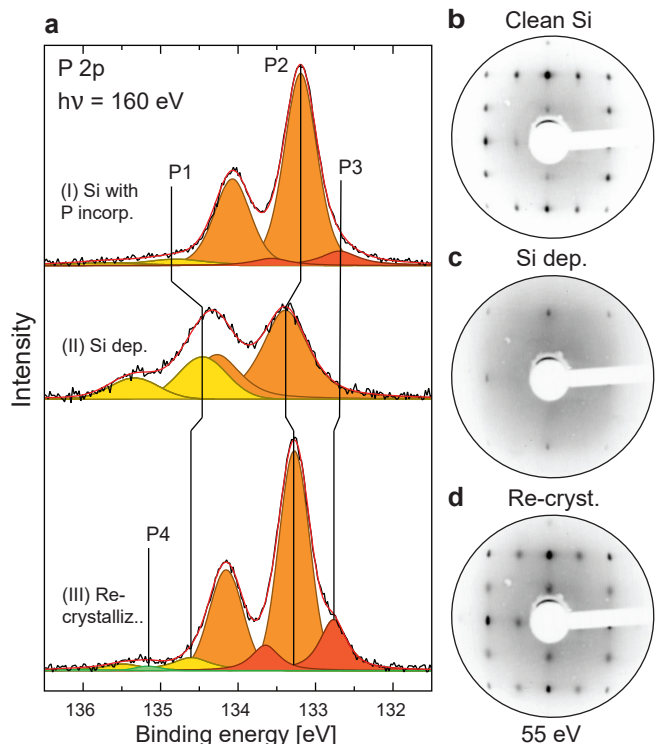 a
P 2p
hν = 160 eV
P2
P1
P3
(I) Si with
P incorp.
(II) Si dep.
P4
(III) Re-
crystalliz..
Intensity
136
135
134
133
132
Binding energy [eV]
b
Clean Si
c
Si dep.
d
Re-cryst.
55 eV